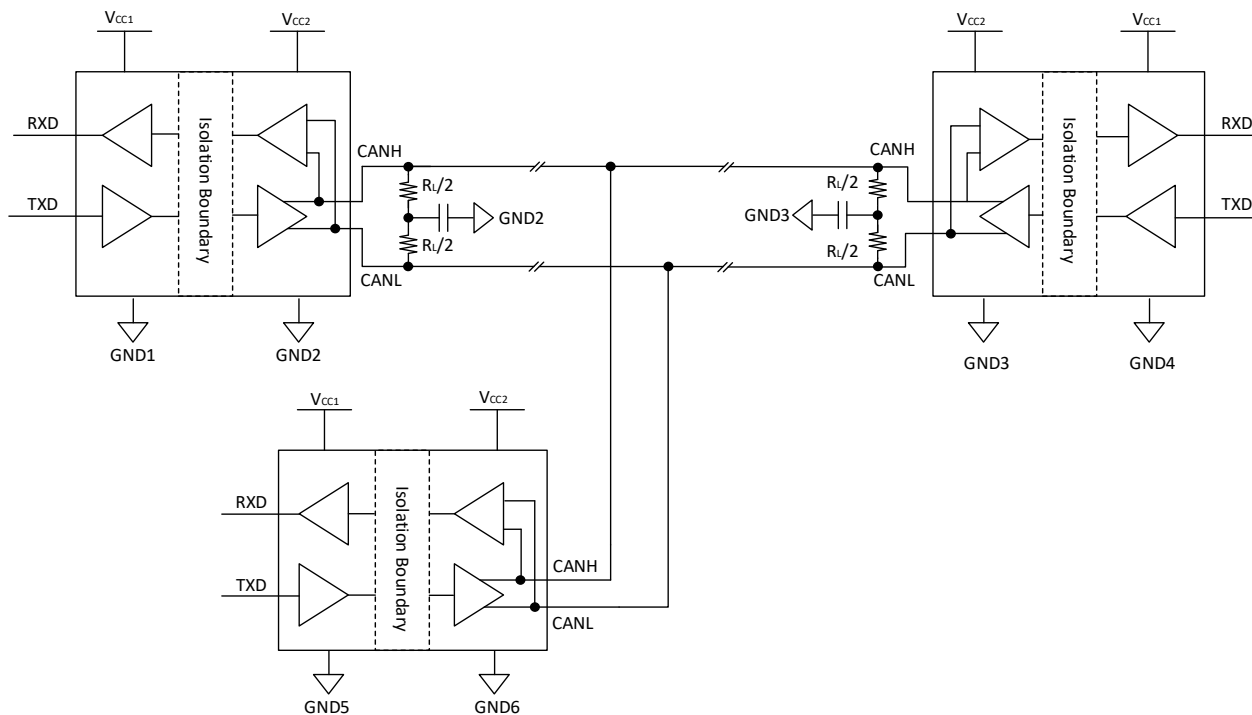 VCC1
VCC2
VCC2
VCC1
RXD
Isolation Boundary
CANH
RL/2
GND2
RL/2
CANL
TXD
GND1
GND2
CANH
RL/2
GND3
RL/2
CANL
Isolation Boundary
RXD
TXD
GND3
GND4
VCC1
VCC2
RXD
Isolation Boundary
TXD
CANH
CANL
GND5
GND6